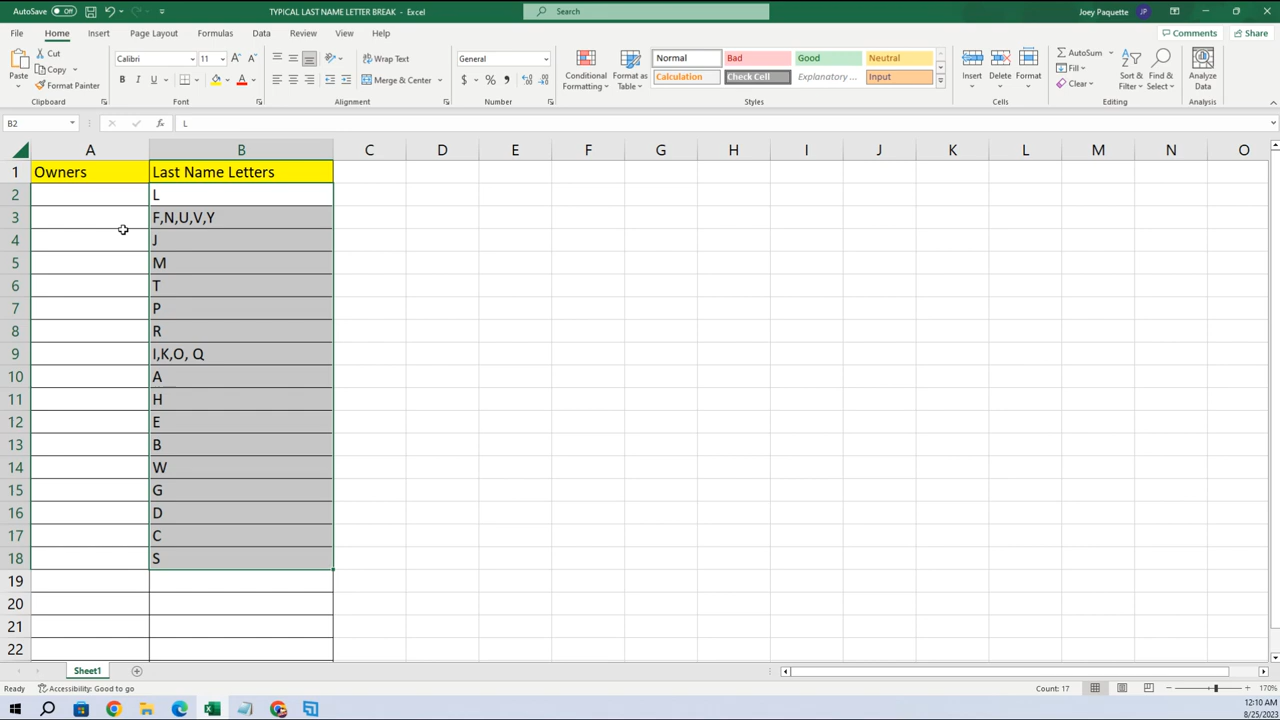 AutoSave Off TYPICAL LAST NAME LETTER BREAK - Excel Search Joey Paquette JP
File Home Insert Draw Page Layout Formulas Data Review View Help Comments Share
Paste
Cut
Copy
Format Painter
Clipboard
Calibri 11
B I U A
Font
Wrap Text
Merge & Center
Alignment
General
$ % ,
Number
Conditional Formatting
Format as Table
Normal Bad Good Neutral
Calculation Check Cell Explanatory ... Input
Styles
Insert Delete Format
Cells
AutoSum
Fill
Clear
Sort & Filter
Find & Select
Editing
Analyze Data
Analysis
B2 fx L
A B C D E F G H I J K L M N O
1 Owners Last Name Letters
2 L
3 F,N,U,V,Y
4 J
5 M
6 T
7 P
8 R
9 I,K,O, Q
10 A
11 H
12 E
13 B
14 W
15 G
16 D
17 C
18 S
19
20
21
22
Sheet1
Ready Accessibility: Good to go Count: 17 170%
12:10 AM
8/25/2023